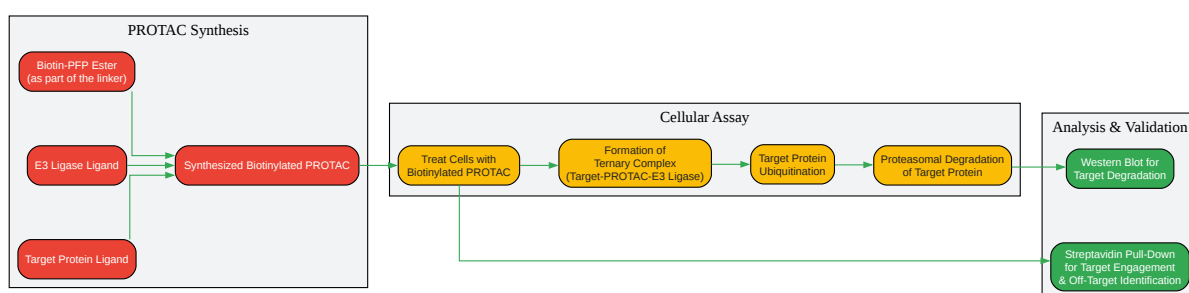 PROTAC Synthesis
Biotin-PFP Ester
(as part of the linker)
E3 Ligase Ligand
Synthesized Biotinylated PROTAC
Target Protein Ligand
Cellular Assay
Treat Cells with
Biotinylated PROTAC
Formation of
Ternary Complex
(Target-PROTAC-E3 Ligase)
Target Protein
Ubiquitination
Proteasomal Degradation
of Target Protein
Analysis & Validation
Western Blot for
Target Degradation
Streptavidin Pull-Down
for Target Engagement
& Off-Target Identification